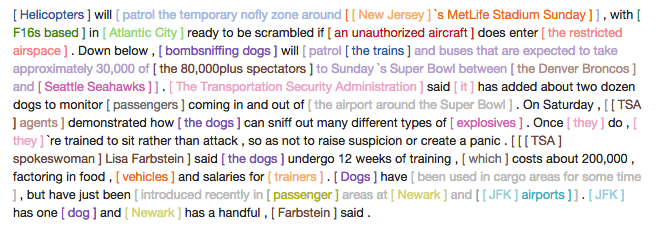 [ Helicopters ] will [ patrol the temporary nofly zone around [ [ New Jersey ] `s MetLife Stadium Sunday ] ] , with [
F16s based ] in [ Atlantic City ] ready to be scrambled if [ an unauthorized aircraft ] does enter [ the restricted
airspace ] . Down below , [ bombsniffing dogs ] will [ patrol [ the trains ] and buses that are expected to take
approximately 30,000 of [ the 80,000plus spectators ] to Sunday `s Super Bowl between [ the Denver Broncos ]
and [ Seattle Seahawks ] ] . [ The Transportation Security Administration ] said [ it ] has added about two dozen
dogs to monitor [ passengers ] coming in and out of [ the airport around the Super Bowl ] . On Saturday , [ [ TSA
] agents ] demonstrated how [ the dogs ] can sniff out many different types of [ explosives ] . Once [ they ] do , [
they ] `re trained to sit rather than attack , so as not to raise suspicion or create a panic . [ [ [ TSA ]
spokeswoman ] Lisa Farbstein ] said [ the dogs ] undergo 12 weeks of training , [ which ] costs about 200,000 ,
factoring in food , [ vehicles ] and salaries for [ trainers ] . [ Dogs ] have [ been used in cargo areas for some time
] , but have just been [ introduced recently in [ passenger ] areas at [ Newark ] and [ [ JFK ] airports ] ] . [ JFK ]
has one [ dog ] and [ Newark ] has a handful , [ Farbstein ] said .